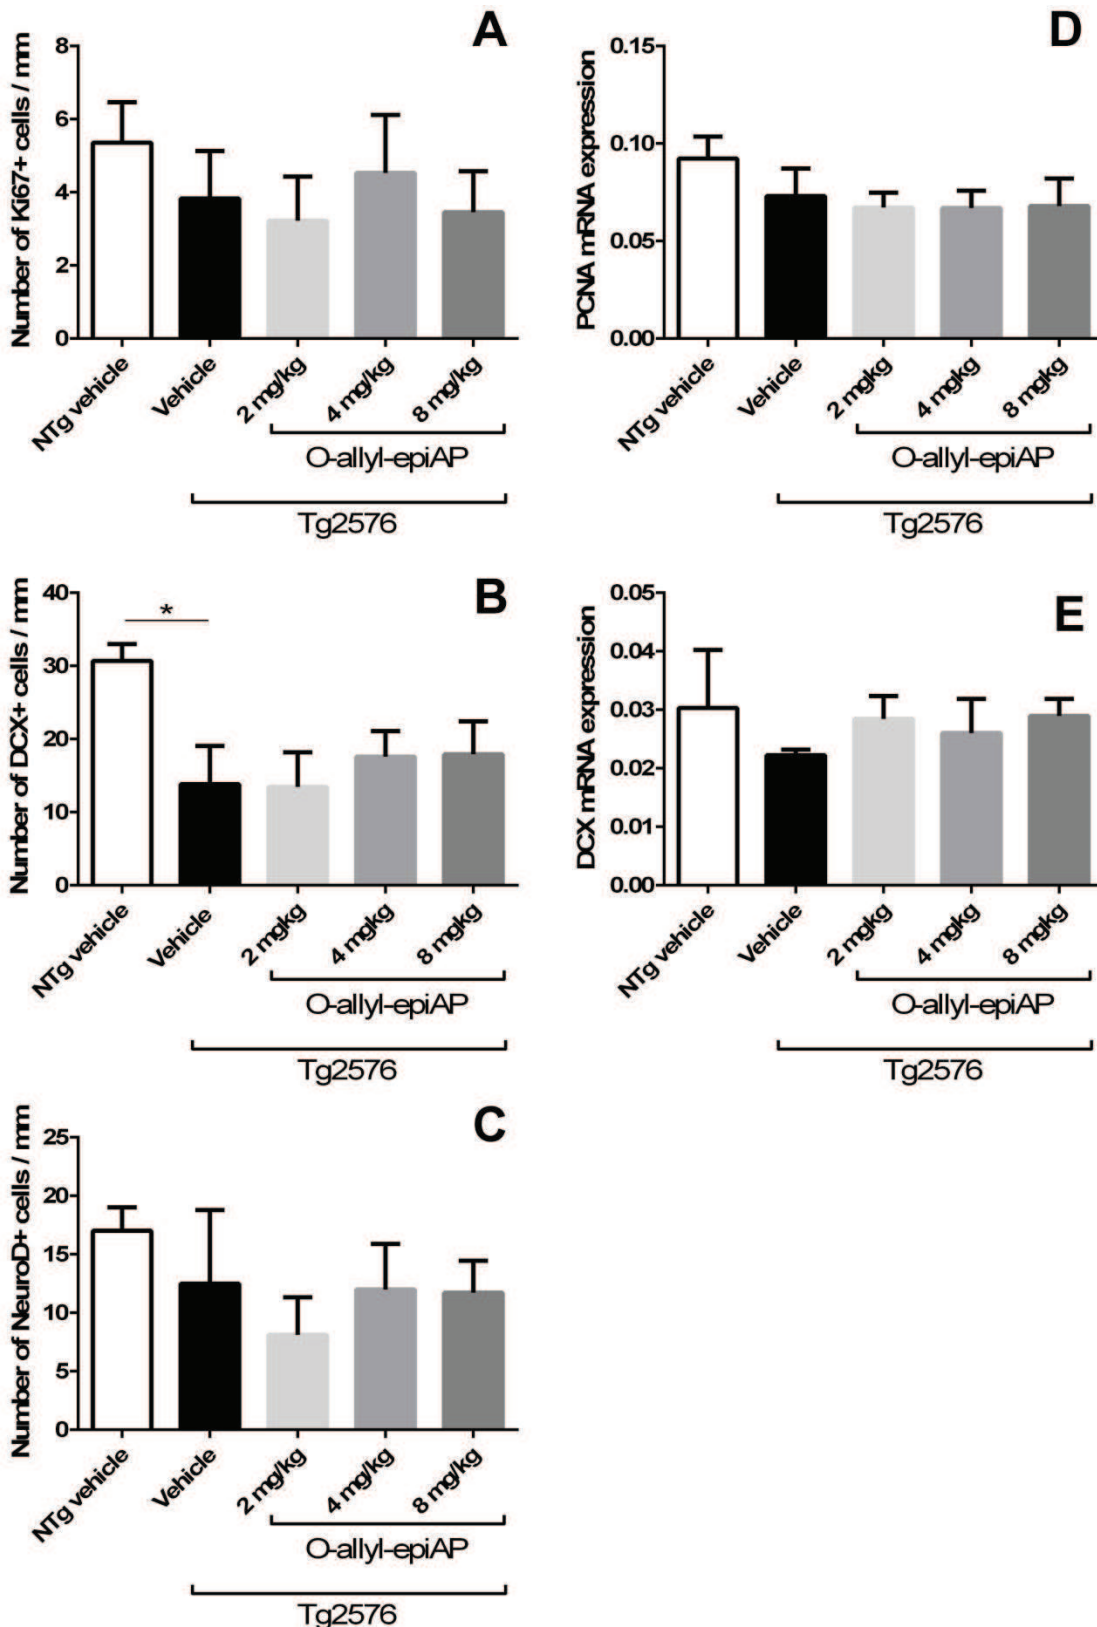 A
Number of Ki67+ cells / mm
8
6
4
2
0
NTg vehicle
Vehicle
2 mg/kg
4 mg/kg
8 mg/kg
O-allyl-epiAP
Tg2576
D
PCNA mRNA expression
0.15
0.10
0.05
0.00
NTg vehicle
Vehicle
2 mgkg
4 mgkg
8 mgkg
O-allyl-epiAP
Tg2576
B
Number of DCX+ cells / mm
40
30
20
10
0
*
NTg vehicle
Vehicle
2 mgkg
4 mgkg
8 mgkg
O-allyl-epiAP
Tg2576
E
DCX mRNA expression
0.05
0.04
0.03
0.02
0.01
0.00
NTg vehicle
Vehicle
2 mgkg
4 mgkg
8 mgkg
O-allyl-epiAP
Tg2576
C
Number of NeuroD+ cells / mm
25
20
15
10
5
0
NTg vehicle
Vehicle
2 mg/kg
4 mg/kg
8 mg/kg
O-allyl-epiAP
Tg2576